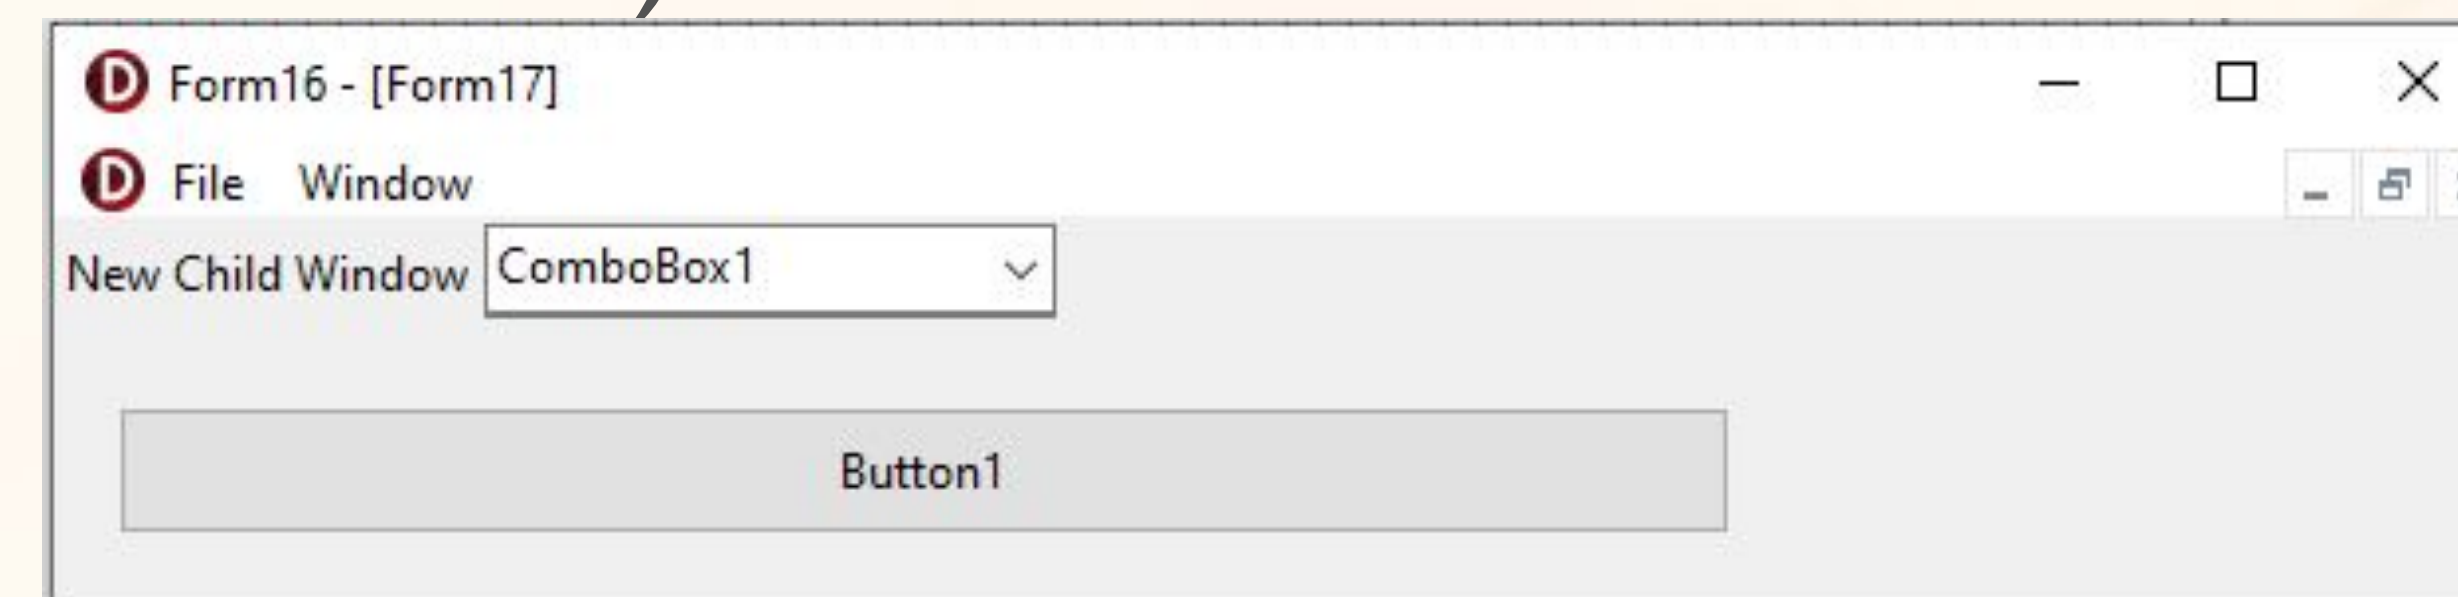 Form16 - [Form17]
File Window
New Child Window ComboBox1
Button1